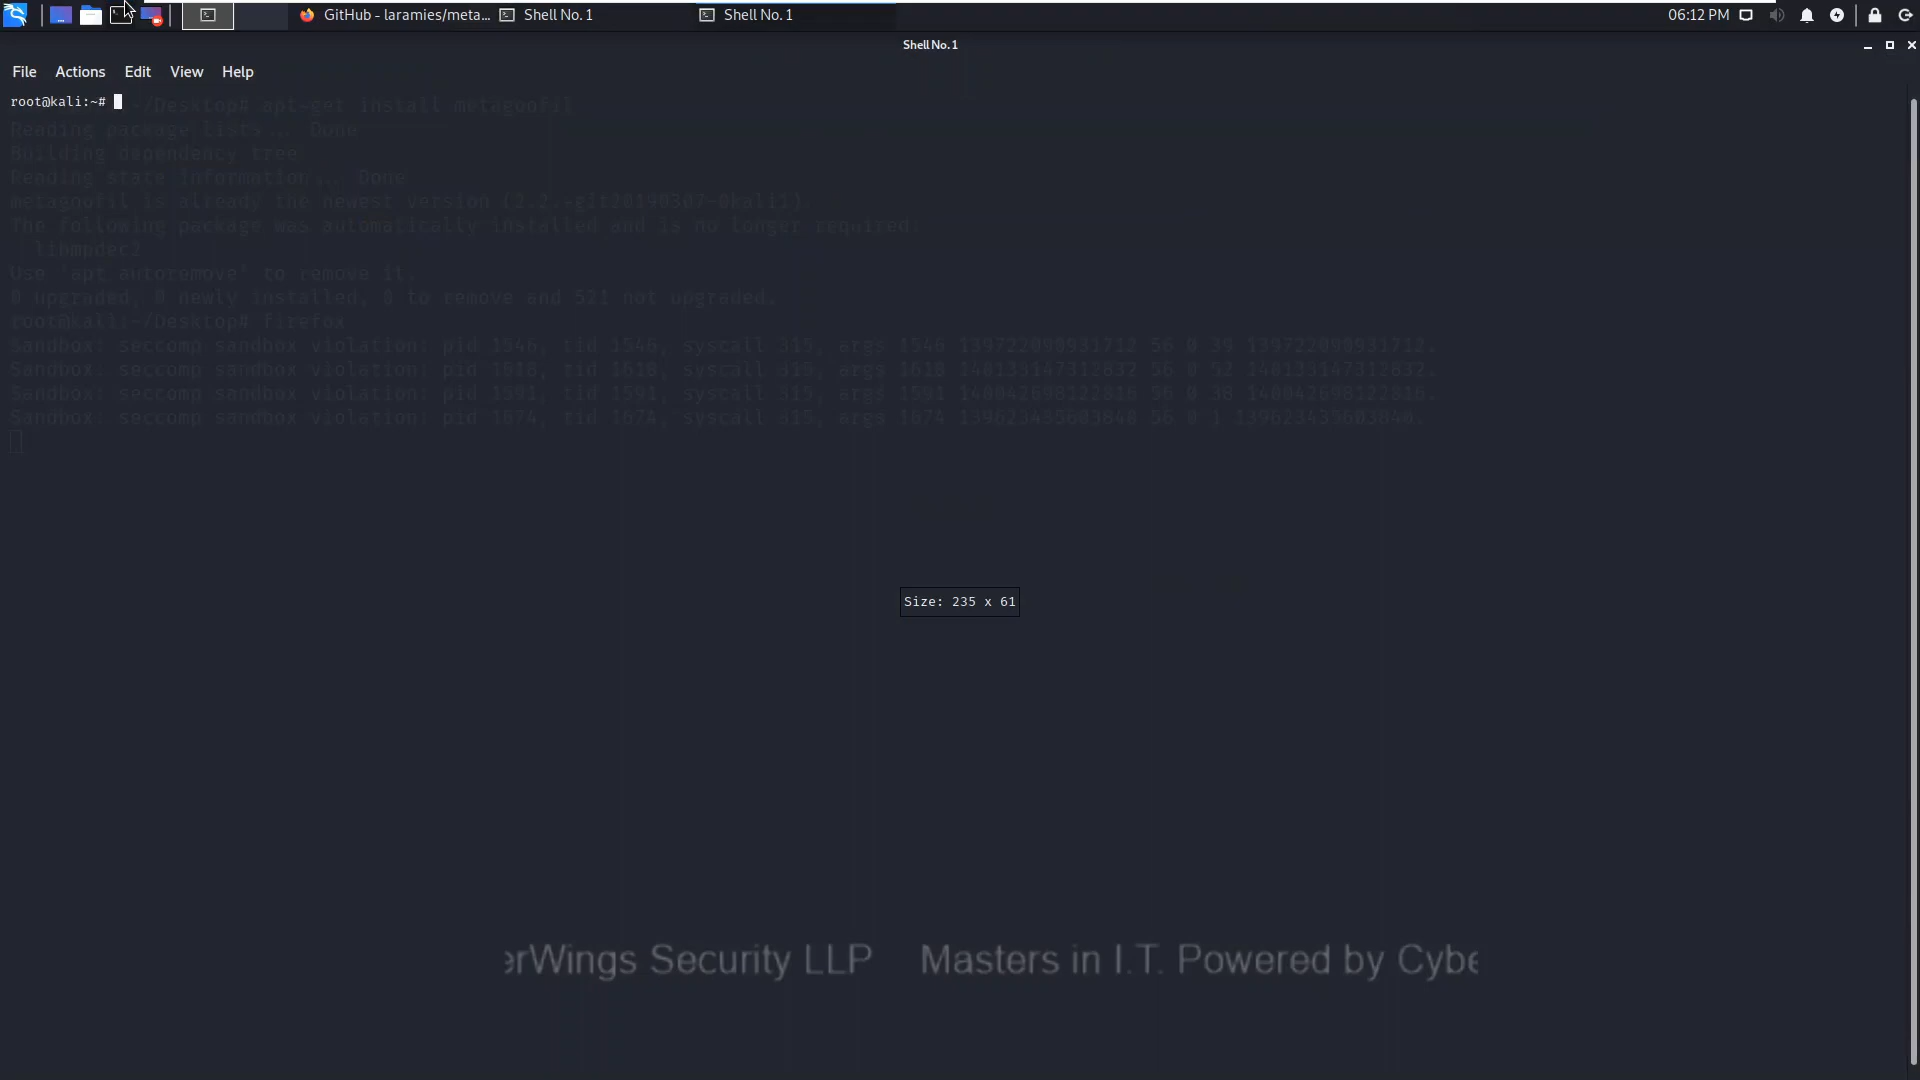 GitHub - laramies/meta...
Shell No. 1
Shell No. 1
06:12 PM
Shell No. 1
File Actions Edit View Help
root@kali:~#
~/Desktop# apt-get install metagoofil
Reading package lists... Done
Building dependency tree
Reading state information... Done
metagoofil is already the newest version (2.2.-git20190307-0kali1).
The following package was automatically installed and is no longer required:
libmpdec2
Use 'apt autoremove' to remove it.
0 upgraded, 0 newly installed, 0 to remove and 521 not upgraded.
root@kali:~/Desktop# firefox
Sandbox: seccomp sandbox violation: pid 1546, tid 1546, syscall 315, args 1546 139722090931712 56 0 39 139722090931712.
Sandbox: seccomp sandbox violation: pid 1618, tid 1618, syscall 315, args 1618 140133147312832 56 0 52 140133147312832.
Sandbox: seccomp sandbox violation: pid 1591, tid 1591, syscall 315, args 1591 140042698122816 56 0 38 140042698122816.
Sandbox: seccomp sandbox violation: pid 1674, tid 1674, syscall 315, args 1674 139623435603840 56 0 1 139623435603840.
Size: 235 x 61
erWings Security LLP Masters in I.T. Powered by Cybe